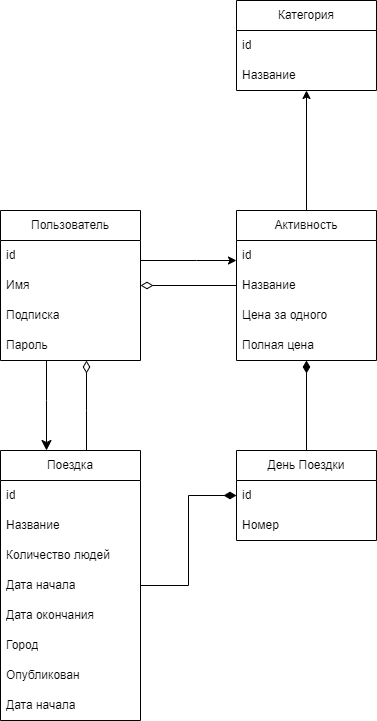 Категория
id
Название
Пользователь
id
Имя
Подписка
Пароль
Активность
id
Название
Цена за одного
Полная цена
Поездка
id
Название
Количество людей
Дата начала
Дата окончания
Город
Опубликован
Дата начала
День Поездки
id
Номер